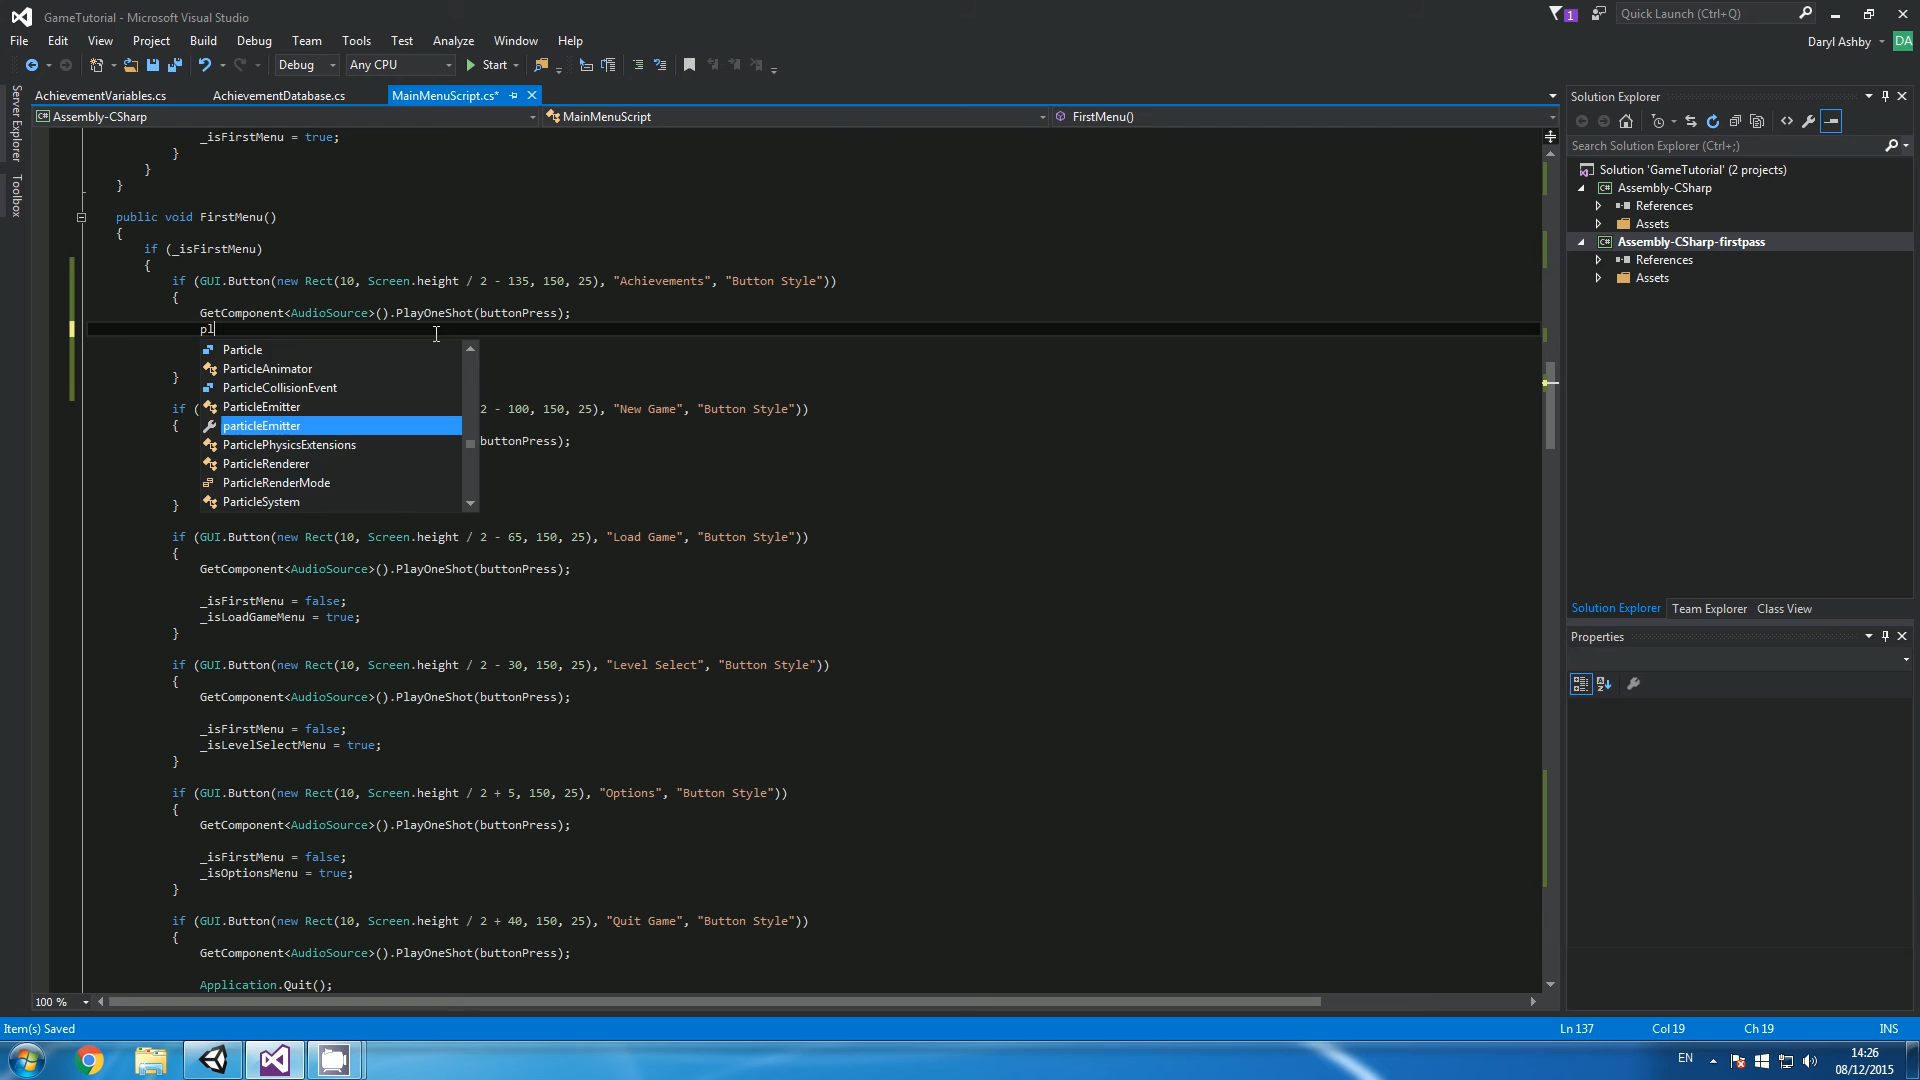 GameTutorial - Microsoft Visual Studio
1
Quick Launch (Ctrl+Q)
File Edit View Project Build Debug Team Tools Test Analyze Window Help
Daryl Ashby
DA
Debug
Any CPU
Start
Server Explorer
Toolbox
AchievementVariables.cs
AchievementDatabase.cs
MainMenuScript.cs*
Assembly-CSharp
MainMenuScript
FirstMenu()
_isFirstMenu = true;
}
}
}
public void FirstMenu()
{
if (_isFirstMenu)
{
if (GUI.Button(new Rect(10, Screen.height / 2 - 135, 150, 25), "Achievements", "Button Style"))
{
GetComponent<AudioSource>().PlayOneShot(buttonPress);
pl
Particle
ParticleAnimator
ParticleCollisionEvent
ParticleEmitter
particleEmitter
ParticlePhysicsExtensions
ParticleRenderer
ParticleRenderMode
ParticleSystem
}
if ( 2 - 100, 150, 25), "New Game", "Button Style"))
{
buttonPress);
}
if (GUI.Button(new Rect(10, Screen.height / 2 - 65, 150, 25), "Load Game", "Button Style"))
{
GetComponent<AudioSource>().PlayOneShot(buttonPress);
_isFirstMenu = false;
_isLoadGameMenu = true;
}
if (GUI.Button(new Rect(10, Screen.height / 2 - 30, 150, 25), "Level Select", "Button Style"))
{
GetComponent<AudioSource>().PlayOneShot(buttonPress);
_isFirstMenu = false;
_isLevelSelectMenu = true;
}
if (GUI.Button(new Rect(10, Screen.height / 2 + 5, 150, 25), "Options", "Button Style"))
{
GetComponent<AudioSource>().PlayOneShot(buttonPress);
_isFirstMenu = false;
_isOptionsMenu = true;
}
if (GUI.Button(new Rect(10, Screen.height / 2 + 40, 150, 25), "Quit Game", "Button Style"))
{
GetComponent<AudioSource>().PlayOneShot(buttonPress);
Application.Quit();
100 %
Solution Explorer
Search Solution Explorer (Ctrl+;)
Solution 'GameTutorial' (2 projects)
C# Assembly-CSharp
References
Assets
C# Assembly-CSharp-firstpass
References
Assets
Solution Explorer Team Explorer Class View
Properties
Item(s) Saved
Ln 137
Col 19
Ch 19
INS
EN
14:26
08/12/2015